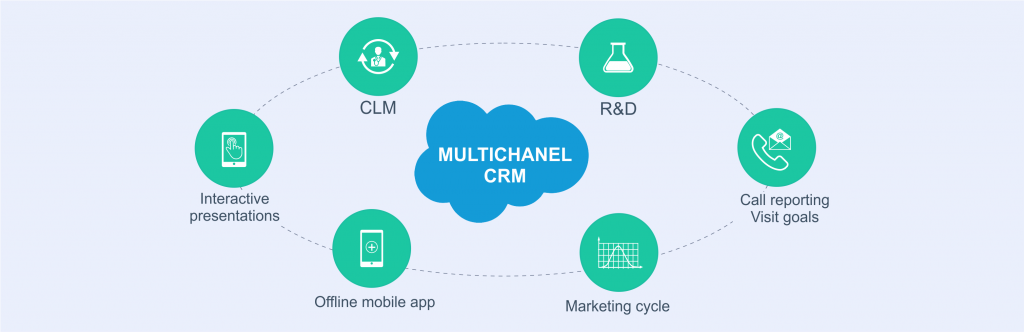 CLM
R&D
MULTICHANEL
CRM
Interactive
presentations
Call reporting
Visit goals
Offline mobile app
Marketing cycle